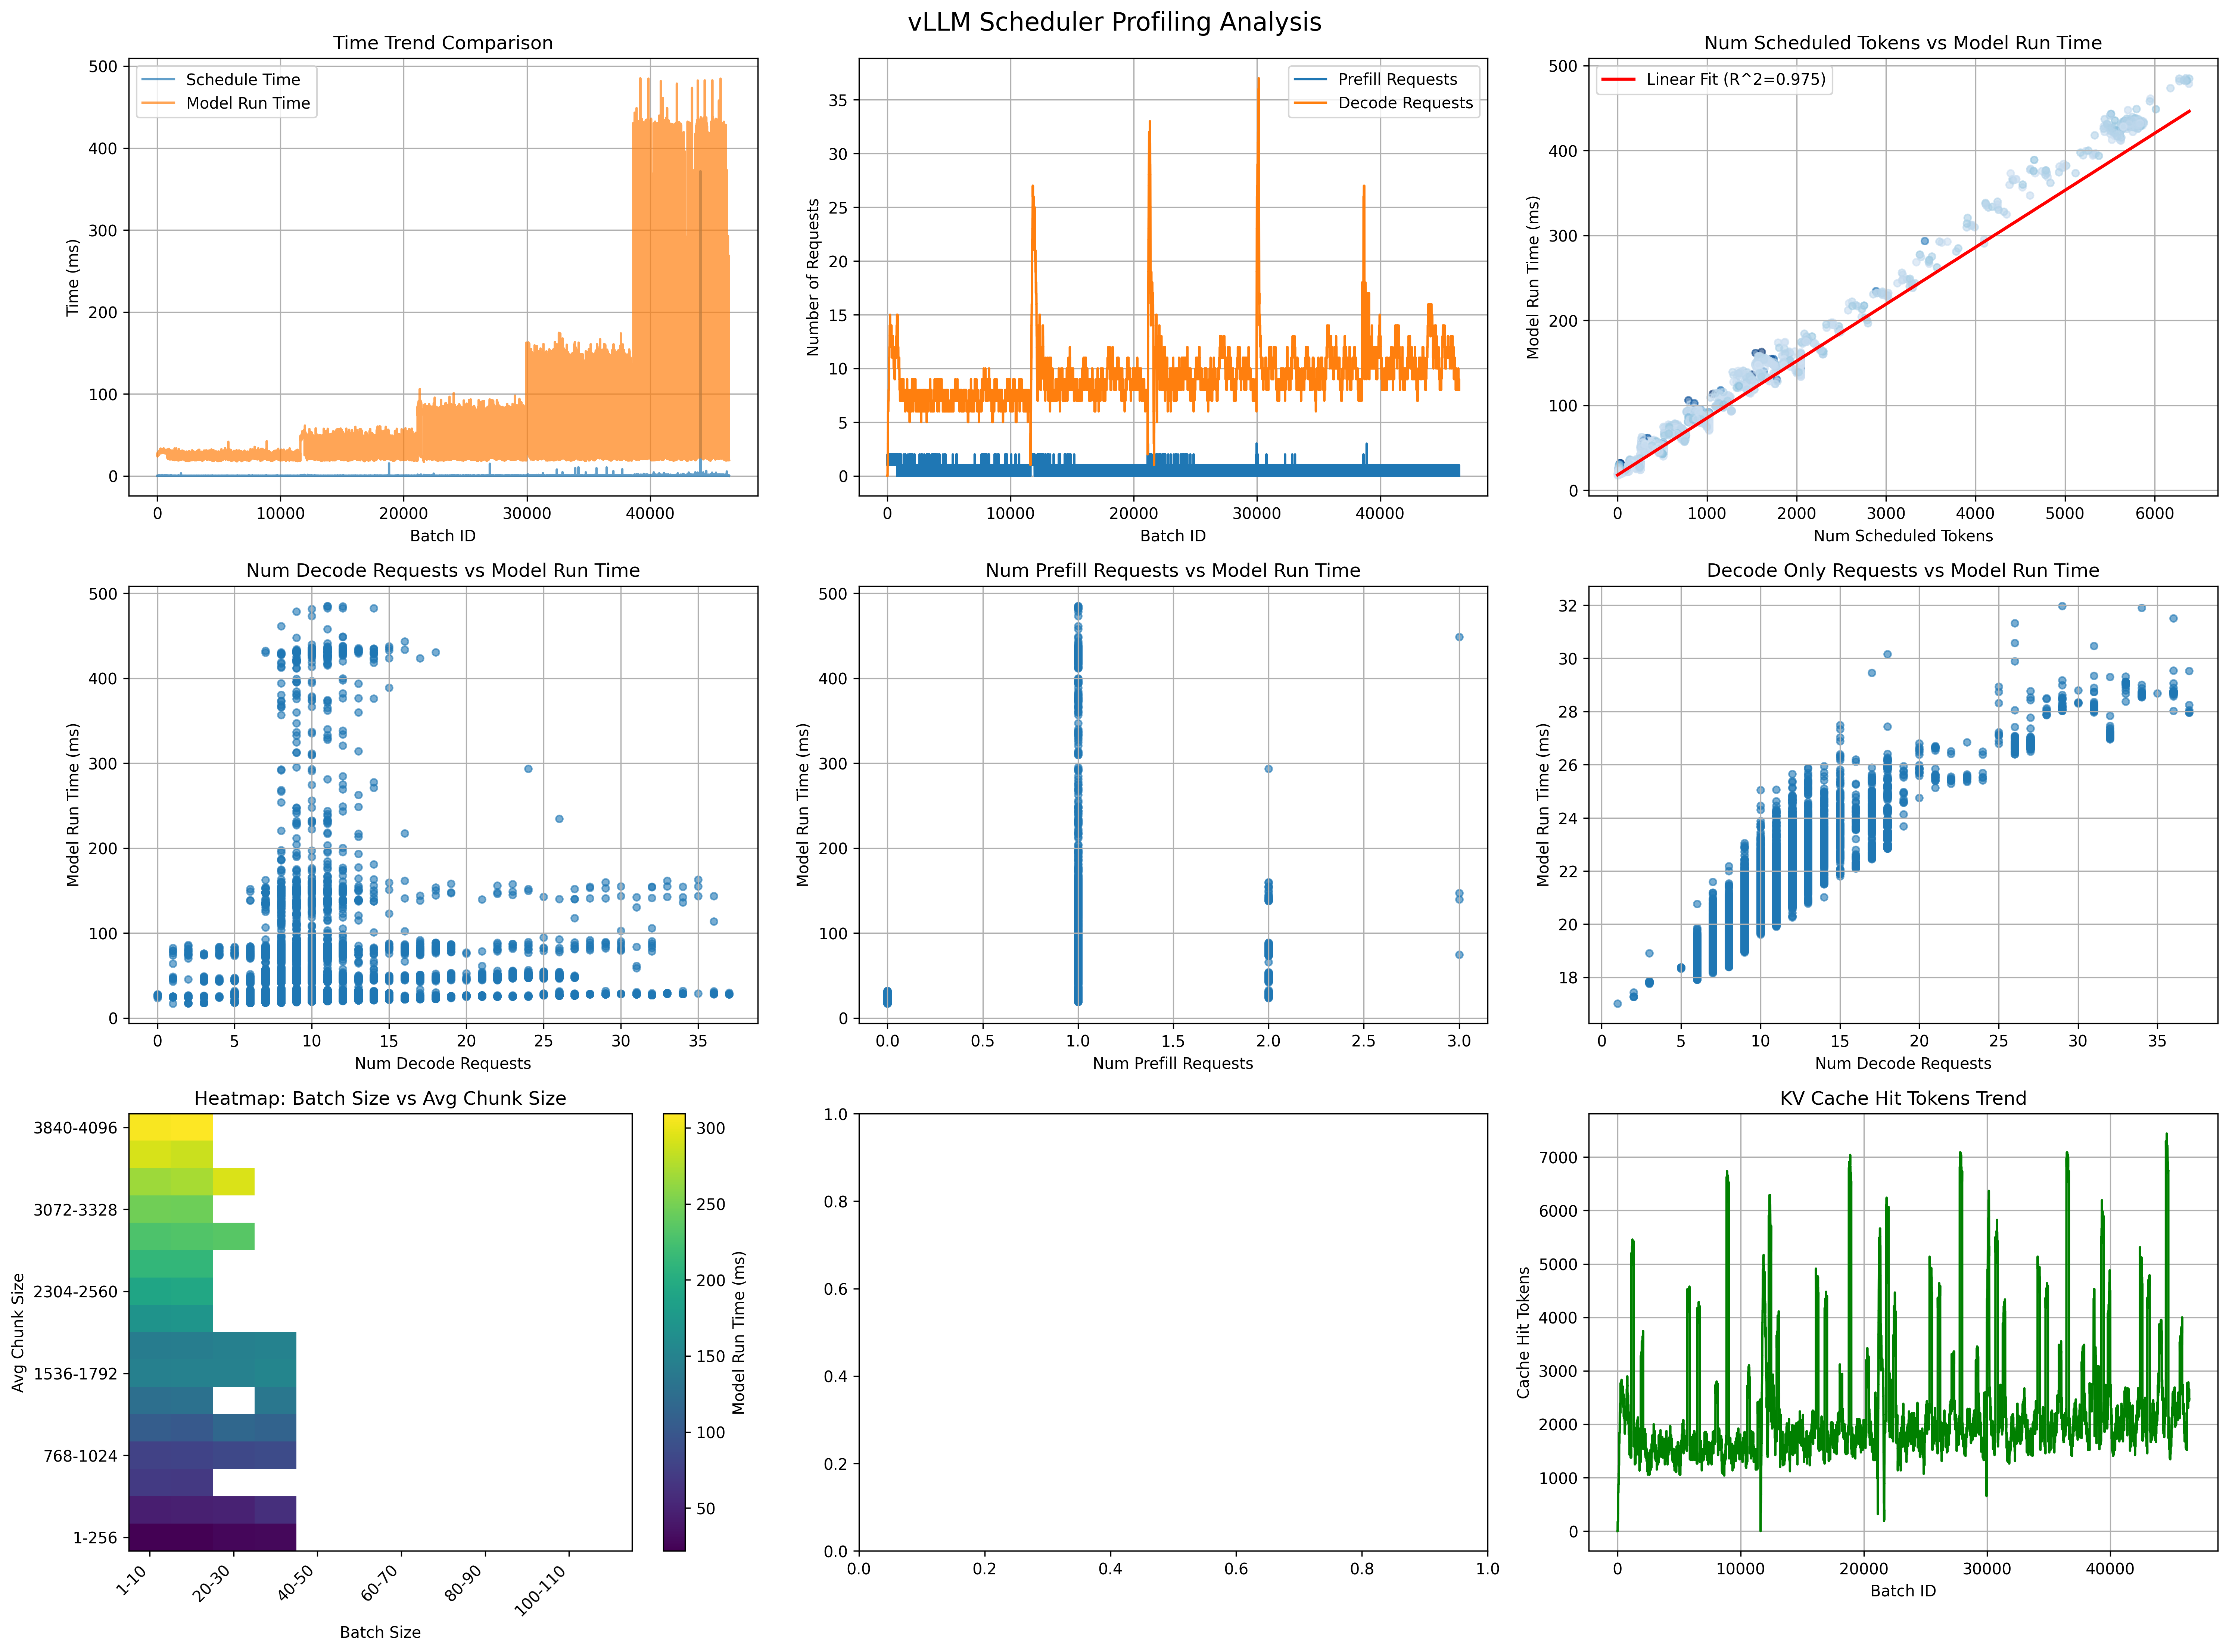 vLLM Scheduler Profiling Analysis
Time Trend Comparison
Schedule Time
Model Run Time
500
400
300
200
100
0
Time (ms)
0 10000 20000 30000 40000
Batch ID
Prefill Requests
Decode Requests
35
30
25
20
15
10
5
0
Number of Requests
0 10000 20000 30000 40000
Batch ID
Num Scheduled Tokens vs Model Run Time
Linear Fit (R^2=0.975)
500
400
300
200
100
0
Model Run Time (ms)
0 1000 2000 3000 4000 5000 6000
Num Scheduled Tokens
Num Decode Requests vs Model Run Time
500
400
300
200
100
0
Model Run Time (ms)
0 5 10 15 20 25 30 35
Num Decode Requests
Num Prefill Requests vs Model Run Time
500
400
300
200
100
0
Model Run Time (ms)
0.0 0.5 1.0 1.5 2.0 2.5 3.0
Num Prefill Requests
Decode Only Requests vs Model Run Time
32
30
28
26
24
22
20
18
Model Run Time (ms)
0 5 10 15 20 25 30 35
Num Decode Requests
Heatmap: Batch Size vs Avg Chunk Size
3840-4096
3072-3328
2304-2560
1536-1792
768-1024
1-256
Avg Chunk Size
1-10 20-30 40-50 60-70 80-90 100-110
Batch Size
300
250
200
150
100
50
Model Run Time (ms)
1.0
0.8
0.6
0.4
0.2
0.0
0.0 0.2 0.4 0.6 0.8 1.0
KV Cache Hit Tokens Trend
7000
6000
5000
4000
3000
2000
1000
0
Cache Hit Tokens
0 10000 20000 30000 40000
Batch ID